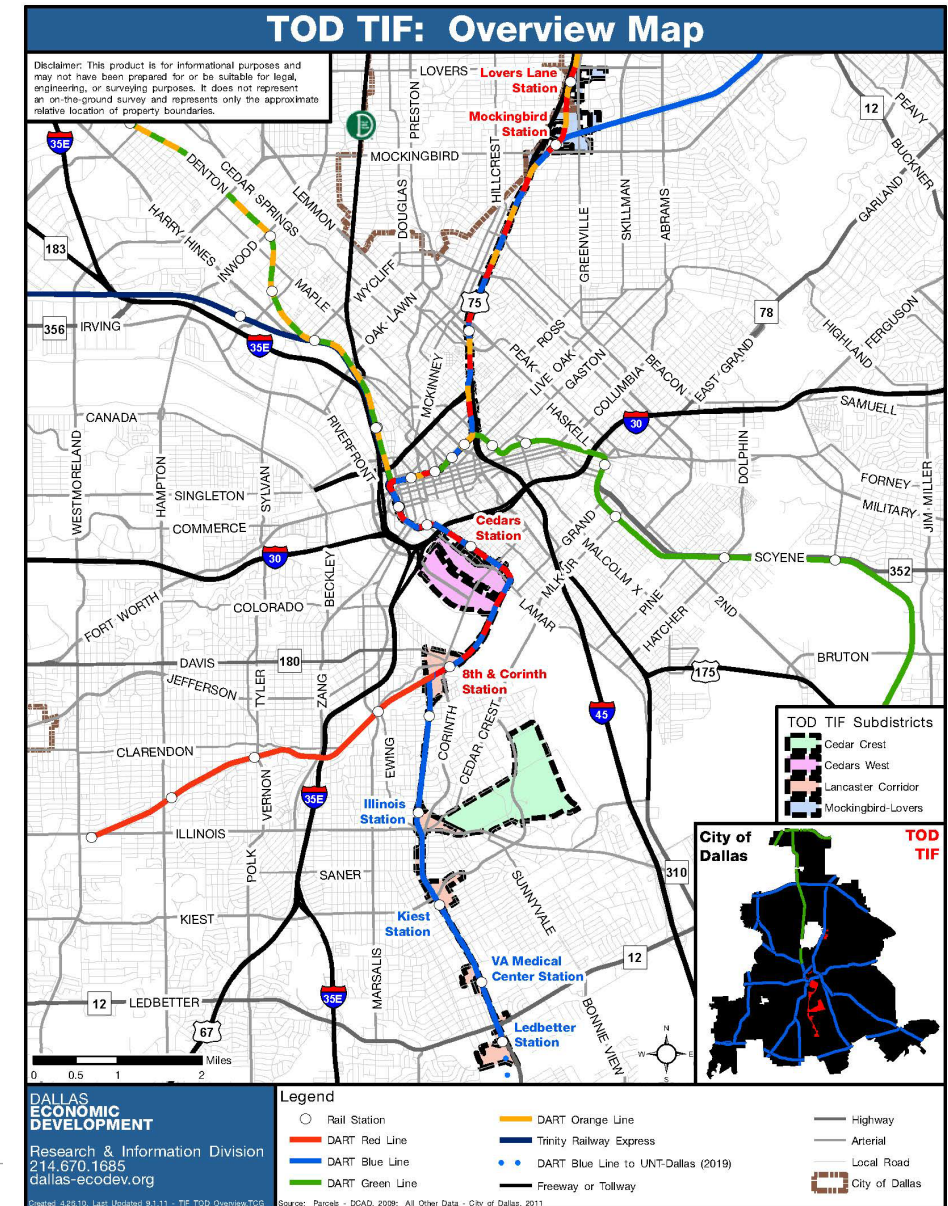 TOD TIF: Overview Map
Disclaimer: This product is for informational purposes and
may not have been prepared for or be suitable for legal,
engineering, or surveying purposes. It does not represent
an on-the-ground survey and represents only the approximate
relative location of property boundaries.
LOVERS
Lovers Lane
Station
PRESTON
Mockingbird
Station
12
PEAVY
BUCKNER
35E
MOCKINGBIRD
HILLCREST
GARLAND
DENTON
CEDAR SPRINGS
LEMMON
DOUGLAS
GREENVILLE
SKILLMAN
ABRAMS
HARRY HINES
INWOOD
183
MAPLE
WYCLIFF
OAK LAWN
75
78
356
IRVING
35E
ROSS
PEAK
LIVE OAK
GASTON
HIGHLAND
FERGUSON
MCKINNEY
COLUMBIA
BEACON
EAST GRAND
HASKELL
SAMUELL
30
CANADA
RIVERFRONT
WESTMORELAND
HAMPTON
SYLVAN
SINGLETON
COMMERCE
DOLPHIN
FORNEY
MILITARY
JIM MILLER
Cedars
Station
GRAND
30
BECKLEY
MALCOLM X
MLK JR
SCYENE
352
FORT WORTH
COLORADO
LAMAR
PINE
HATCHER
2ND
DAVIS
180
BRUTON
JEFFERSON
TYLER
ZANG
8th & Corinth
Station
175
45
CLARENDON
EWING
CORINTH
CEDAR CREST
TOD TIF Subdistricts
Cedar Crest
Cedars West
Lancaster Corridor
Mockingbird-Lovers
VERNON
35E
Illinois
Station
ILLINOIS
City of
Dallas
TOD
TIF
POLK
SANER
SUNNYVALE
310
KIEST
Kiest
Station
MARSALIS
VA Medical
Center Station
12
12
LEDBETTER
35E
67
BONNIE VIEW
Ledbetter
Station
N
W
E
S
Miles
0 0.5 1 2
DALLAS
ECONOMIC
DEVELOPMENT
Research & Information Division
214.670.1685
dallas-ecodev.org
Created 4.26.10, Last Updated 9.1.11 - TIF TOD Overview.TCG
Legend
Rail Station
DART Red Line
DART Blue Line
DART Green Line
DART Orange Line
Trinity Railway Express
DART Blue Line to UNT-Dallas (2019)
Freeway or Tollway
Highway
Arterial
Local Road
City of Dallas
Source: Parcels - DCAD, 2009; All Other Data - City of Dallas, 2011